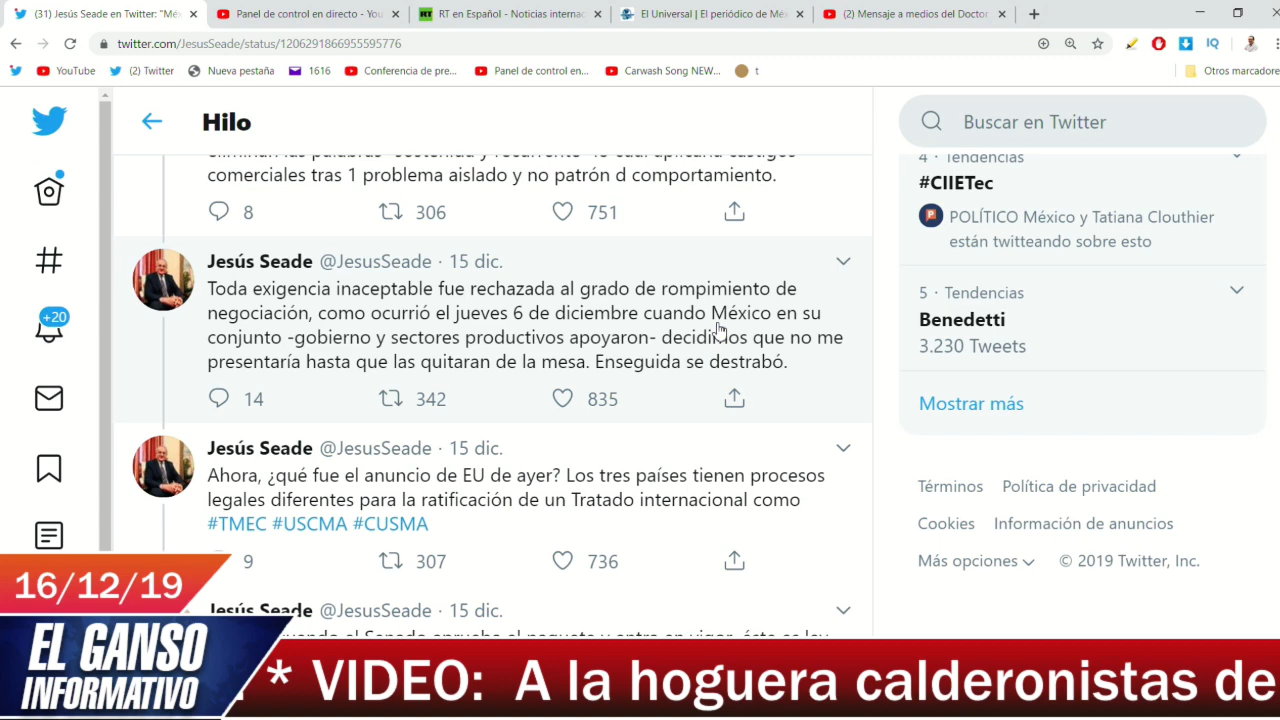 (31) Jesús Seade en Twitter: "Mé
Panel de control en directo - You
RT en Español - Noticias internac
El Universal | El periódico de Mé
(2) Mensaje a medios del Doctor
twitter.com/JesusSeade/status/1206291866955595776
YouTube
(2) Twitter
Nueva pestaña
1616
Conferencia de pre...
Panel de control en...
Carwash Song NEW...
t
Otros marcadore
Hilo
Buscar en Twitter
comerciales tras 1 problema aislado y no patrón d comportamiento.
8 306 751
Jesús Seade @JesusSeade · 15 dic.
Toda exigencia inaceptable fue rechazada al grado de rompimiento de
negociación, como ocurrió el jueves 6 de diciembre cuando México en su
conjunto -gobierno y sectores productivos apoyaron- decidimos que no me
presentaría hasta que las quitaran de la mesa. Enseguida se destrabó.
14 342 835
Jesús Seade @JesusSeade · 15 dic.
Ahora, ¿qué fue el anuncio de EU de ayer? Los tres países tienen procesos
legales diferentes para la ratificación de un Tratado internacional como
#TMEC #USCMA #CUSMA
9 307 736
Jesús Seade @JesusSeade · 15 dic.
4 · Tendencias
#CIIETec
POLÍTICO México y Tatiana Clouthier
están twitteando sobre esto
5 · Tendencias
Benedetti
3.230 Tweets
Mostrar más
Términos Política de privacidad
Cookies Información de anuncios
Más opciones © 2019 Twitter, Inc.
+20
IQ
16/12/19
EL GANSO
INFORMATIVO
* VIDEO: A la hoguera calderonistas de